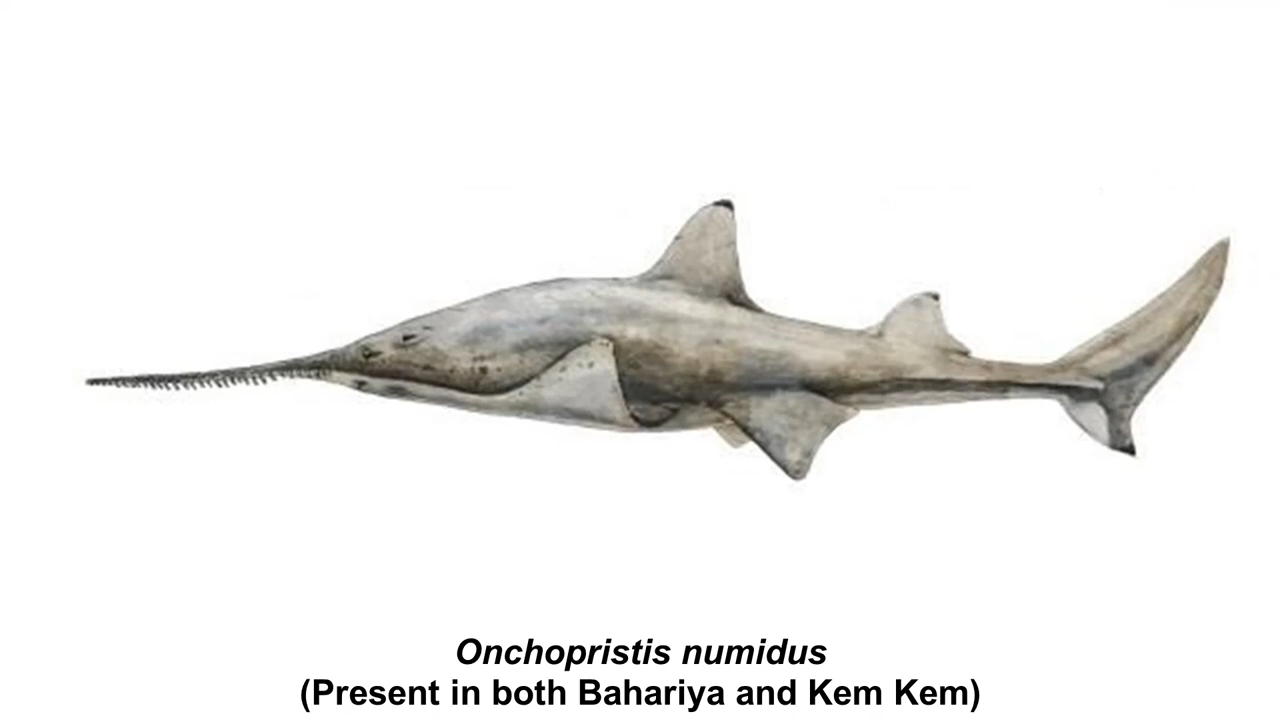 Onchopristis numidus
(Present in both Bahariya and Kem Kem)